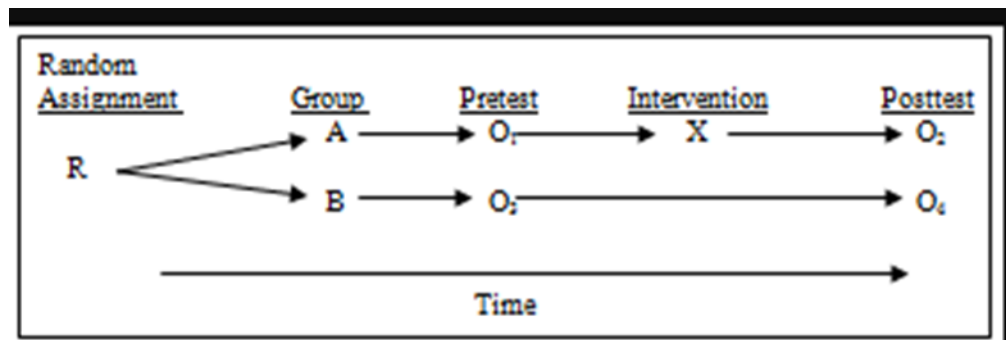 Random
Assignment Group Pretest Intervention Posttest
A O₁ X O₂
R
B O₃ O₄
Time